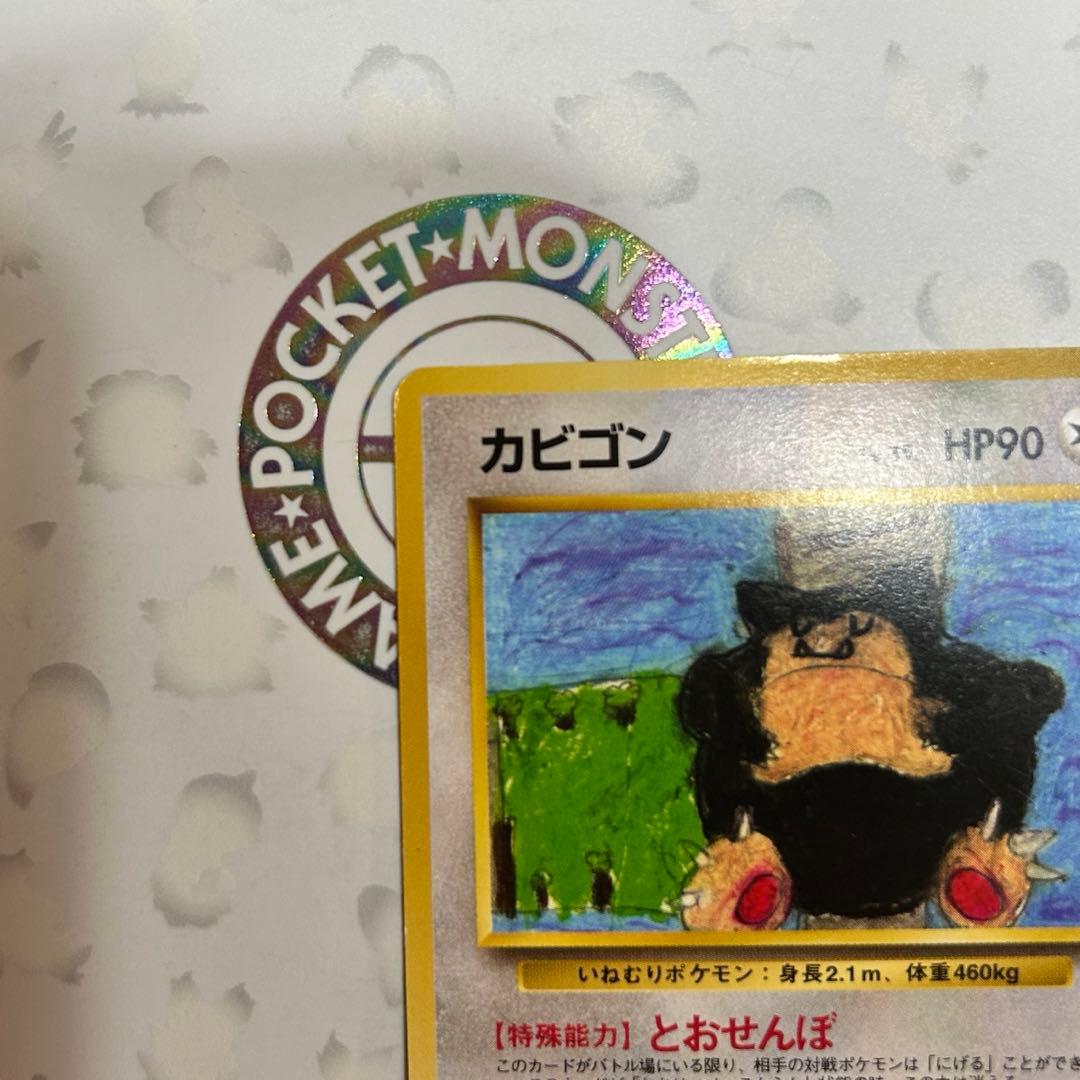 AME★POCKET★MONST
カビゴン HP90
いねむりポケモン：身長2.1m、体重460kg
【特殊能力】とおせんぼ
このカードがバトル場にいる限り、相手の対戦ポケモンは「にげる」ことができ